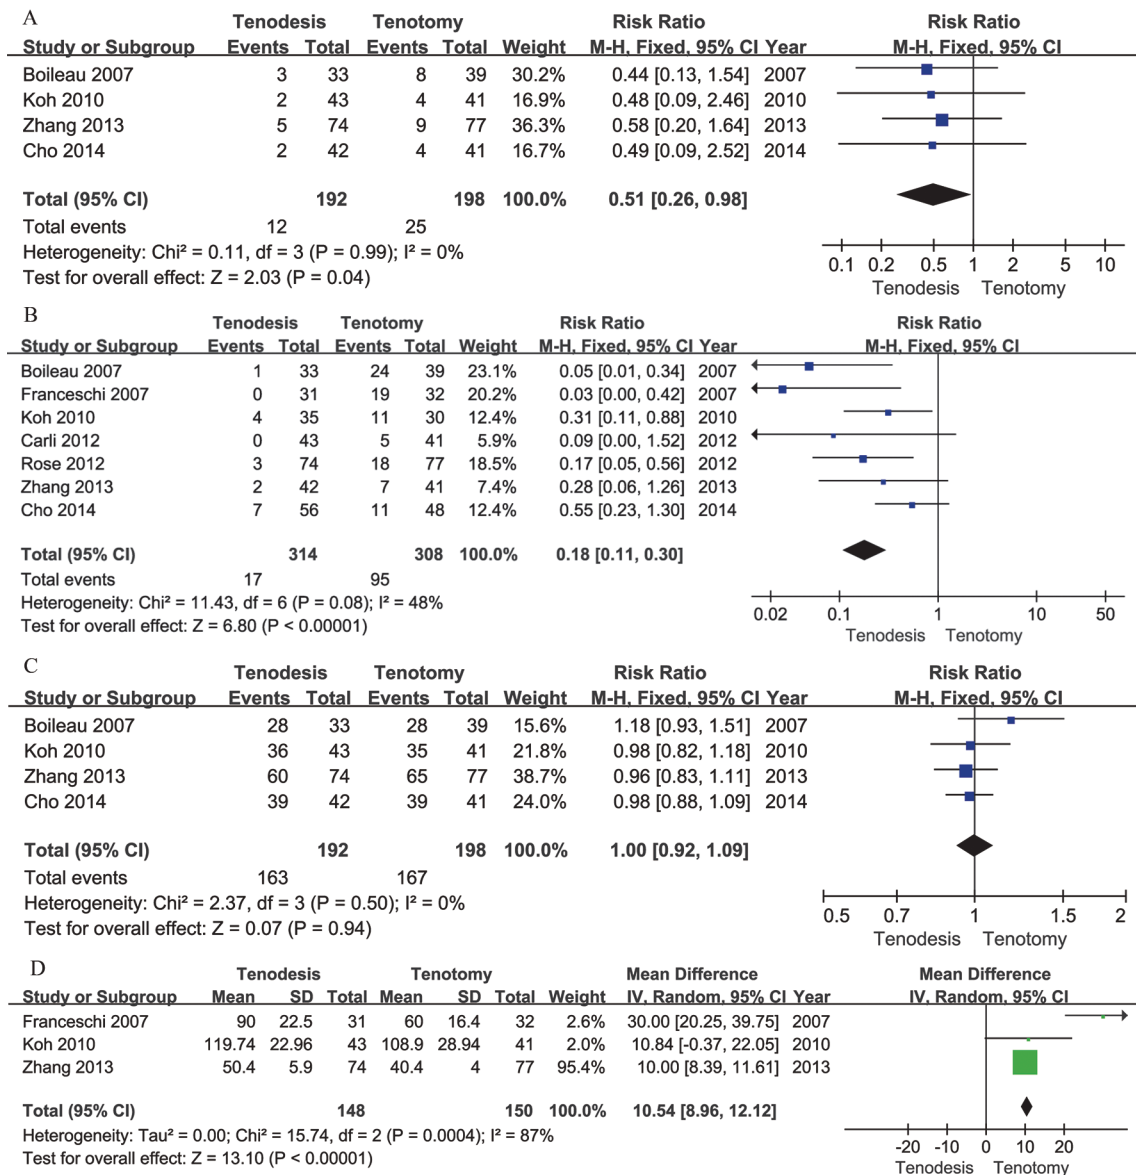 A
Tenodesis Tenotomy Risk Ratio Risk Ratio
Study or Subgroup Events Total Events Total Weight M-H, Fixed, 95% CI Year M-H, Fixed, 95% CI
Boileau 2007 3 33 8 39 30.2% 0.44 [0.13, 1.54] 2007
Koh 2010 2 43 4 41 16.9% 0.48 [0.09, 2.46] 2010
Zhang 2013 5 74 9 77 36.3% 0.58 [0.20, 1.64] 2013
Cho 2014 2 42 4 41 16.7% 0.49 [0.09, 2.52] 2014
Total (95% CI) 192 198 100.0% 0.51 [0.26, 0.98]
Total events 12 25
Heterogeneity: Chi² = 0.11, df = 3 (P = 0.99); I² = 0%
Test for overall effect: Z = 2.03 (P = 0.04)
0.1 0.2 0.5 1 2 5 10
Tenodesis Tenotomy
B
Tenodesis Tenotomy Risk Ratio Risk Ratio
Study or Subgroup Events Total Events Total Weight M-H, Fixed, 95% CI Year M-H, Fixed, 95% CI
Boileau 2007 1 33 24 39 23.1% 0.05 [0.01, 0.34] 2007
Franceschi 2007 0 31 19 32 20.2% 0.03 [0.00, 0.42] 2007
Koh 2010 4 35 11 30 12.4% 0.31 [0.11, 0.88] 2010
Carli 2012 0 43 5 41 5.9% 0.09 [0.00, 1.52] 2012
Rose 2012 3 74 18 77 18.5% 0.17 [0.05, 0.56] 2012
Zhang 2013 2 42 7 41 7.4% 0.28 [0.06, 1.26] 2013
Cho 2014 7 56 11 48 12.4% 0.55 [0.23, 1.30] 2014
Total (95% CI) 314 308 100.0% 0.18 [0.11, 0.30]
Total events 17 95
Heterogeneity: Chi² = 11.43, df = 6 (P = 0.08); I² = 48%
Test for overall effect: Z = 6.80 (P < 0.00001)
0.02 0.1 1 10 50
Tenodesis Tenotomy
C
Tenodesis Tenotomy Risk Ratio Risk Ratio
Study or Subgroup Events Total Events Total Weight M-H, Fixed, 95% CI Year M-H, Fixed, 95% CI
Boileau 2007 28 33 28 39 15.6% 1.18 [0.93, 1.51] 2007
Koh 2010 36 43 35 41 21.8% 0.98 [0.82, 1.18] 2010
Zhang 2013 60 74 65 77 38.7% 0.96 [0.83, 1.11] 2013
Cho 2014 39 42 39 41 24.0% 0.98 [0.88, 1.09] 2014
Total (95% CI) 192 198 100.0% 1.00 [0.92, 1.09]
Total events 163 167
Heterogeneity: Chi² = 2.37, df = 3 (P = 0.50); I² = 0%
Test for overall effect: Z = 0.07 (P = 0.94)
0.5 0.7 1 1.5 2
Tenodesis Tenotomy
D
Tenodesis Tenotomy Mean Difference Mean Difference
Study or Subgroup Mean SD Total Mean SD Total Weight IV, Random, 95% CI Year IV, Random, 95% CI
Franceschi 2007 90 22.5 31 60 16.4 32 2.6% 30.00 [20.25, 39.75] 2007
Koh 2010 119.74 22.96 43 108.9 28.94 41 2.0% 10.84 [-0.37, 22.05] 2010
Zhang 2013 50.4 5.9 74 40.4 4 77 95.4% 10.00 [8.39, 11.61] 2013
Total (95% CI) 148 150 100.0% 10.54 [8.96, 12.12]
Heterogeneity: Tau² = 0.00; Chi² = 15.74, df = 2 (P = 0.0004); I² = 87%
Test for overall effect: Z = 13.10 (P < 0.00001)
-20 -10 0 10 20
Tenodesis Tenotomy